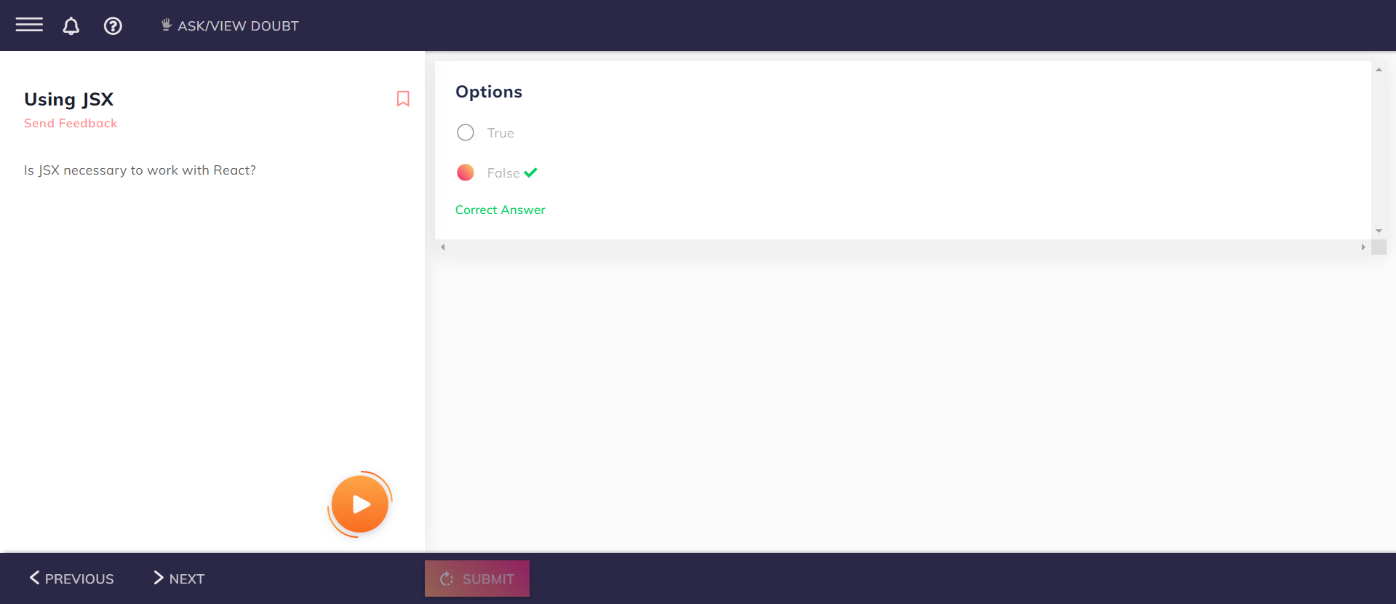 ASK/VIEW DOUBT
Using JSX
Send Feedback
Is JSX necessary to work with React?
Options
True
False
Correct Answer
PREVIOUS
NEXT
SUBMIT